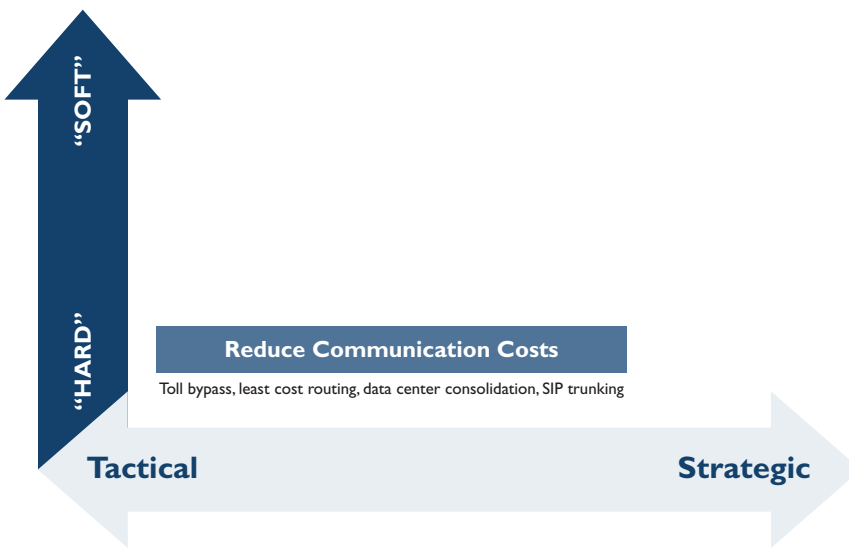 “SOFT”
“HARD”
Reduce Communication Costs
Toll bypass, least cost routing, data center consolidation, SIP trunking
Tactical
Strategic